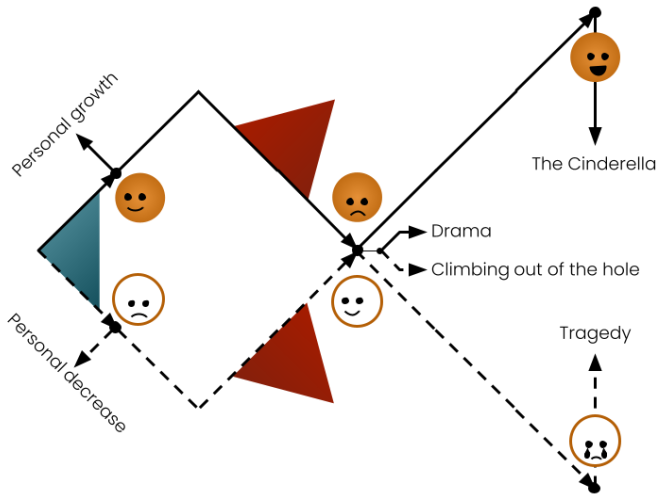 Personal growth
The Cinderella
Drama
Climbing out of the hole
Personal decrease
Tragedy